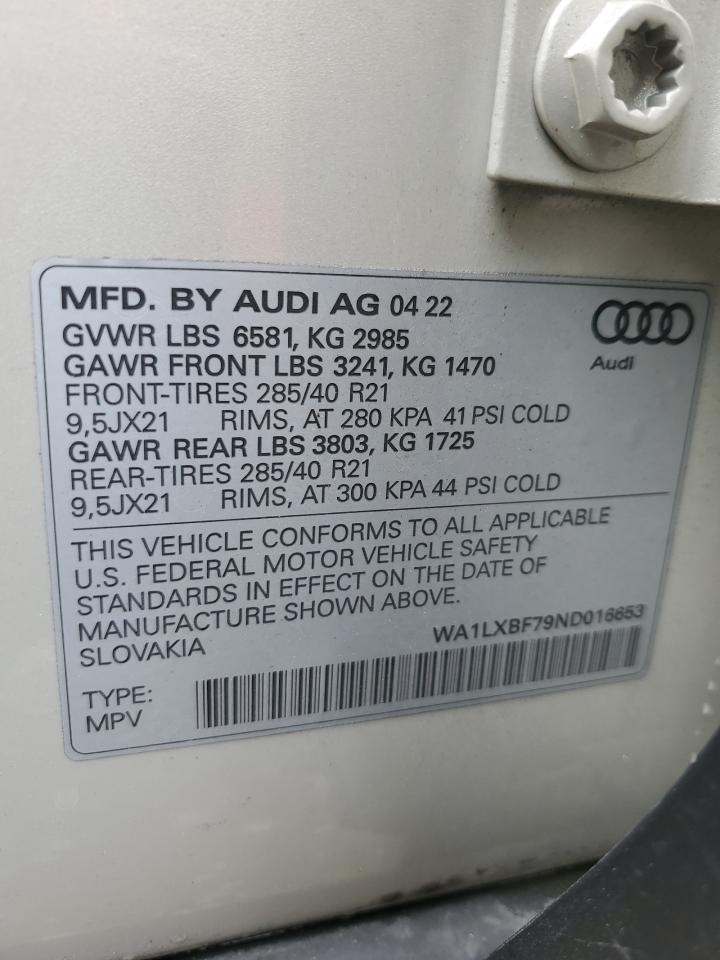 MFD. BY AUDI AG 04 22
GVWR LBS 6581, KG 2985
GAWR FRONT LBS 3241, KG 1470
FRONT-TIRES 285/40 R21
9,5JX21 RIMS, AT 280 KPA 41 PSI COLD
GAWR REAR LBS 3803, KG 1725
REAR-TIRES 285/40 R21
9,5JX21 RIMS, AT 300 KPA 44 PSI COLD
Audi
THIS VEHICLE CONFORMS TO ALL APPLICABLE
U.S. FEDERAL MOTOR VEHICLE SAFETY
STANDARDS IN EFFECT ON THE DATE OF
MANUFACTURE SHOWN ABOVE.
SLOVAKIA
WA1LXBF79ND016653
TYPE:
MPV